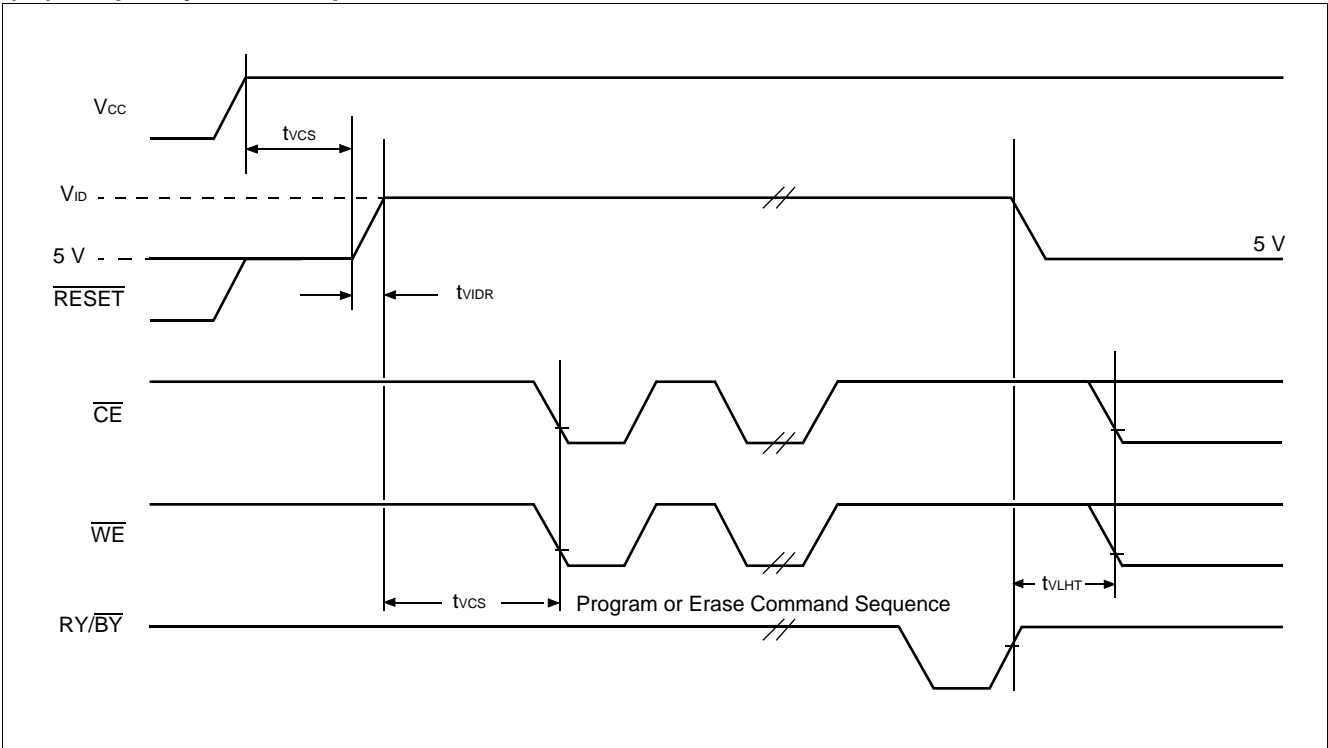 VCC
tVCS
VID
5 V
5 V
RESET
tVIDR
CE
WE
tVLHT
tVCS
Program or Erase Command Sequence
RY/BY